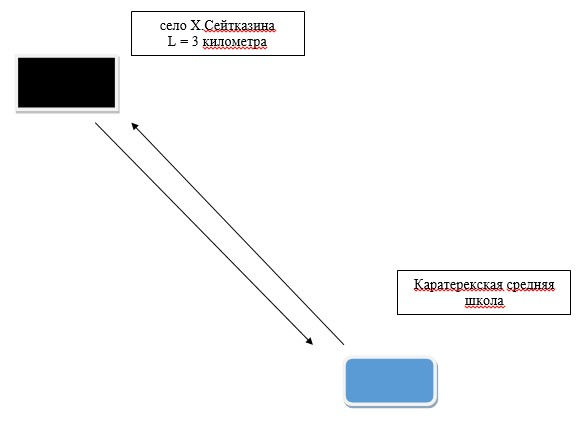 село Х.Сейтказина
L = 3 километра
Каратерекская средняя
школа